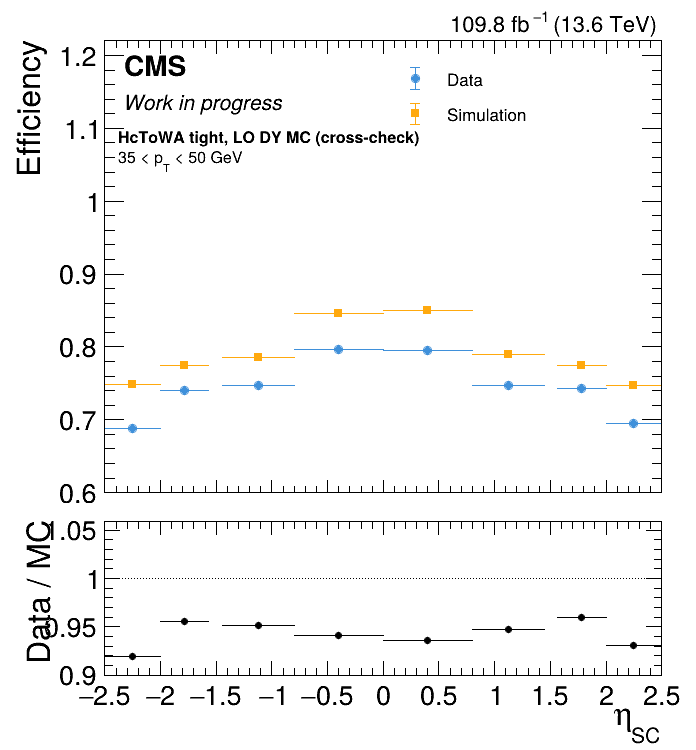 109.8 fb⁻¹ (13.6 TeV)
CMS
Work in progress
HcToWA tight, LO DY MC (cross-check)
35 < p_T < 50 GeV
Data
Simulation
Efficiency
1.2
1.1
1
0.9
0.8
0.7
0.6
Data / MC
1.05
1
0.95
0.9
−2.5 −2 −1.5 −1 −0.5 0 0.5 1 1.5 2 2.5
η_SC